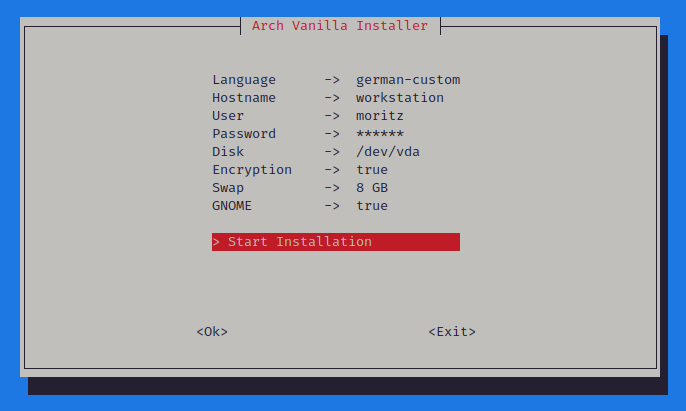 Arch Vanilla Installer
Language -> german-custom
Hostname -> workstation
User -> moritz
Password -> ******
Disk -> /dev/vda
Encryption -> true
Swap -> 8 GB
GNOME -> true
> Start Installation
<Ok> <Exit>